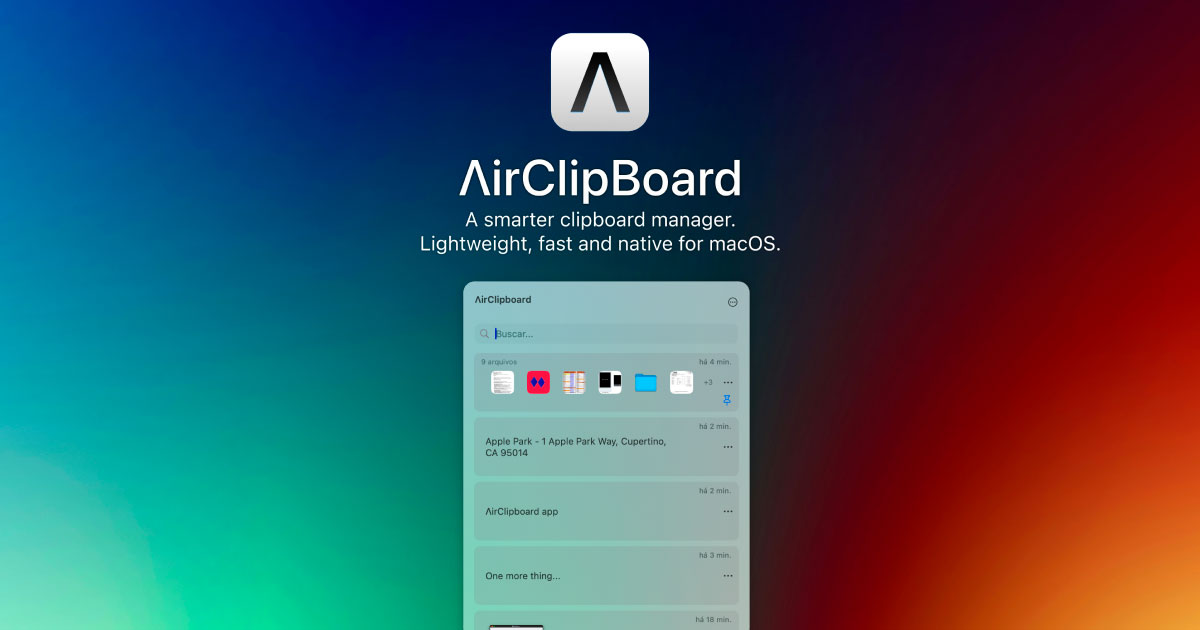 ΛirClipBoard
A smarter clipboard manager.
Lightweight, fast and native for macOS.
ΛirClipboard
Buscar...
9 arquivos
há 4 min.
+3
há 2 min.
Apple Park - 1 Apple Park Way, Cupertino,
CA 95014
há 2 min.
ΛirClipboard app
há 3 min.
One more thing...
há 18 min.